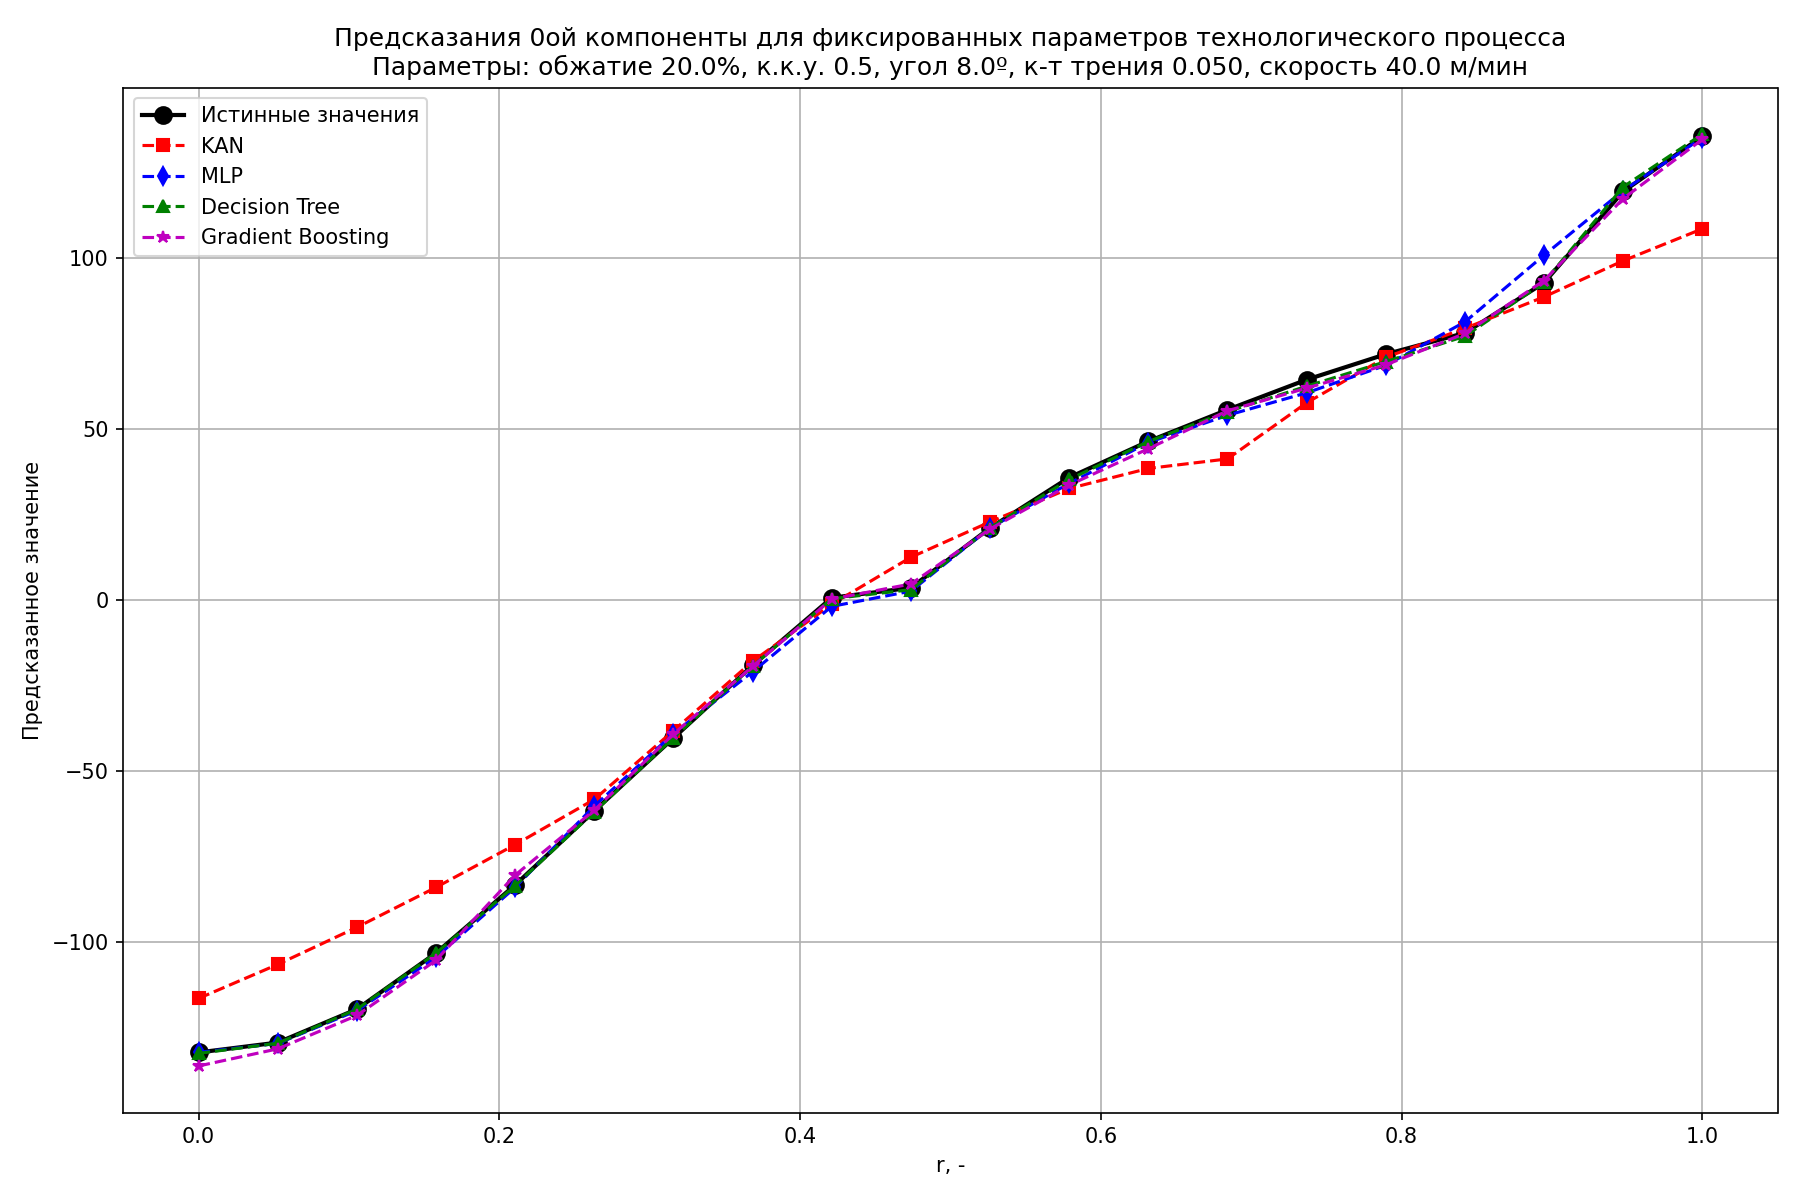 Предсказания 0ой компоненты для фиксированных параметров технологического процесса
Параметры: обжатие 20.0%, к.к.у. 0.5, угол 8.0º, к-т трения 0.050, скорость 40.0 м/мин
Истинные значения
KAN
MLP
Decision Tree
Gradient Boosting
Предсказанное значение
100
50
0
−50
−100
0.0 0.2 0.4 0.6 0.8 1.0
r, -